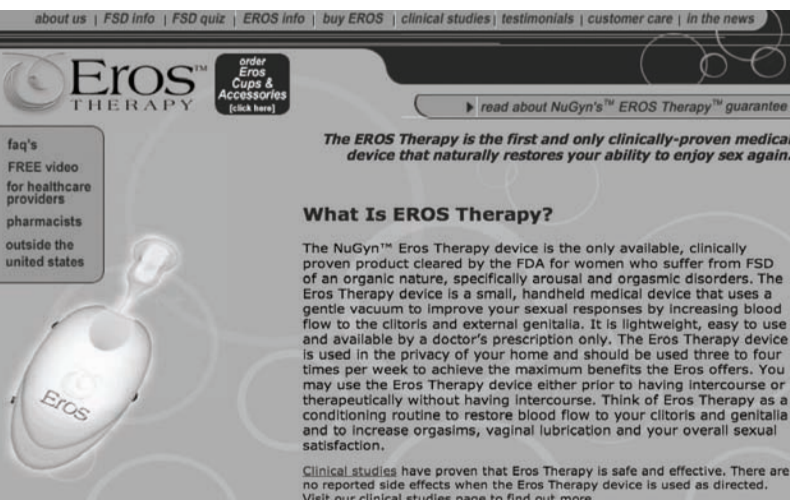 about us | FSD info | FSD quiz | EROS info | buy EROS | clinical studies | testimonials | customer care | in the news
EROS™
THERAPY
order
Eros
Cups &
Accessories
[click here]
read about NuGyn's™ EROS Therapy™ guarantee
faq's
FREE video
for healthcare
providers
pharmacists
outside the
united states
The EROS Therapy is the first and only clinically-proven medical
device that naturally restores your ability to enjoy sex again.
What Is EROS Therapy?
The NuGyn™ Eros Therapy device is the only available, clinically
proven product cleared by the FDA for women who suffer from FSD
of an organic nature, specifically arousal and orgasmic disorders. The
Eros Therapy device is a small, handheld medical device that uses a
gentle vacuum to improve your sexual responses by increasing blood
flow to the clitoris and external genitalia. It is lightweight, easy to use
and available by a doctor's prescription only. The Eros Therapy device
is used in the privacy of your home and should be used three to four
times per week to achieve the maximum benefits the Eros offers. You
may use the Eros Therapy device either prior to having intercourse or
therapeutically without having intercourse. Think of Eros Therapy as a
conditioning routine to restore blood flow to your clitoris and genitalia
and to increase orgasims, vaginal lubrication and your overall sexual
satisfaction.
Clinical studies have proven that Eros Therapy is safe and effective. There are
no reported side effects when the Eros Therapy device is used as directed.
Visit our clinical studies page to find out more
EROS